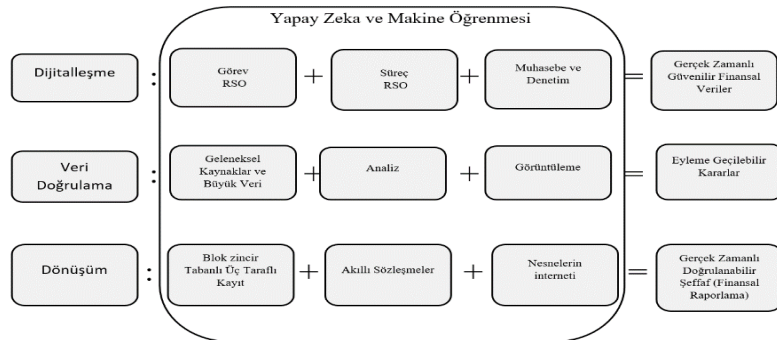 Yapay Zeka ve Makine Öğrenmesi
Dijitalleşme
:
Görev
RSO
+
Süreç
RSO
+
Muhasebe ve
Denetim
=
Gerçek Zamanlı
Güvenilir Finansal
Veriler
Veri
Doğrulama
:
Geleneksel
Kaynaklar ve
Büyük Veri
+
Analiz
+
Görüntüleme
=
Eyleme Geçilebilir
Kararlar
Dönüşüm
:
Blok zincir
Tabanlı Üç Taraflı
Kayıt
+
Akıllı Sözleşmeler
+
Nesnelerin
interneti
=
Gerçek Zamanlı
Doğrulanabilir
Şeffaf (Finansal
Raporlama)